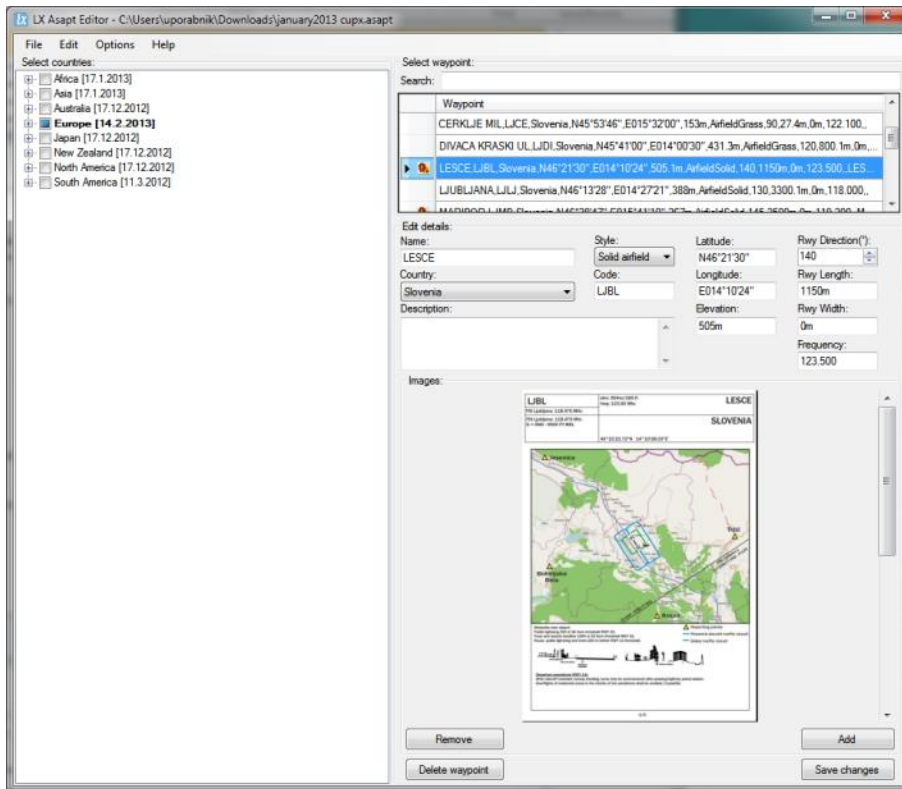 LX Asapt Editor - C:\Users\uporabnik\Downloads\january2013 cupx.asapt
File Edit Options Help
Select countries:
Africa [17.1.2013]
Asia [17.1.2013]
Australia [17.12.2012]
Europe [14.2.2013]
Japan [17.12.2012]
New Zealand [17.12.2012]
North America [17.12.2012]
South America [11.3.2012]
Select waypoint:
Search:
Waypoint
CERKLJE MIL,LJCE,Slovenia,N45°53'46",E015°32'00",153m,AirfieldGrass,90,27.4m,0m,122.100,,
DIVACA KRASKI UL,LJDI,Slovenia,N45°41'00",E014°00'30",431.3m,AirfieldGrass,120,800.1m,0m,...
LESCE,LJBL,Slovenia,N46°21'30",E014°10'24",505.1m,AirfieldSolid,140,1150m,0m,123.500,,LES...
LJUBLJANA,LJLJ,Slovenia,N46°13'28",E014°27'21",388m,AirfieldSolid,130,3300.1m,0m,118.000,,
Edit details:
Name: Style: Latitude: Rwy Direction(°):
LESCE Solid airfield N46°21'30" 140
Country: Code: Longitude: Rwy Length:
Slovenia LJBL E014°10'24" 1150m
Description: Elevation: Rwy Width:
505m 0m
Frequency:
123.500
Images:
LJBL LESCE
SLOVENIA
Remove Add
Delete waypoint Save changes